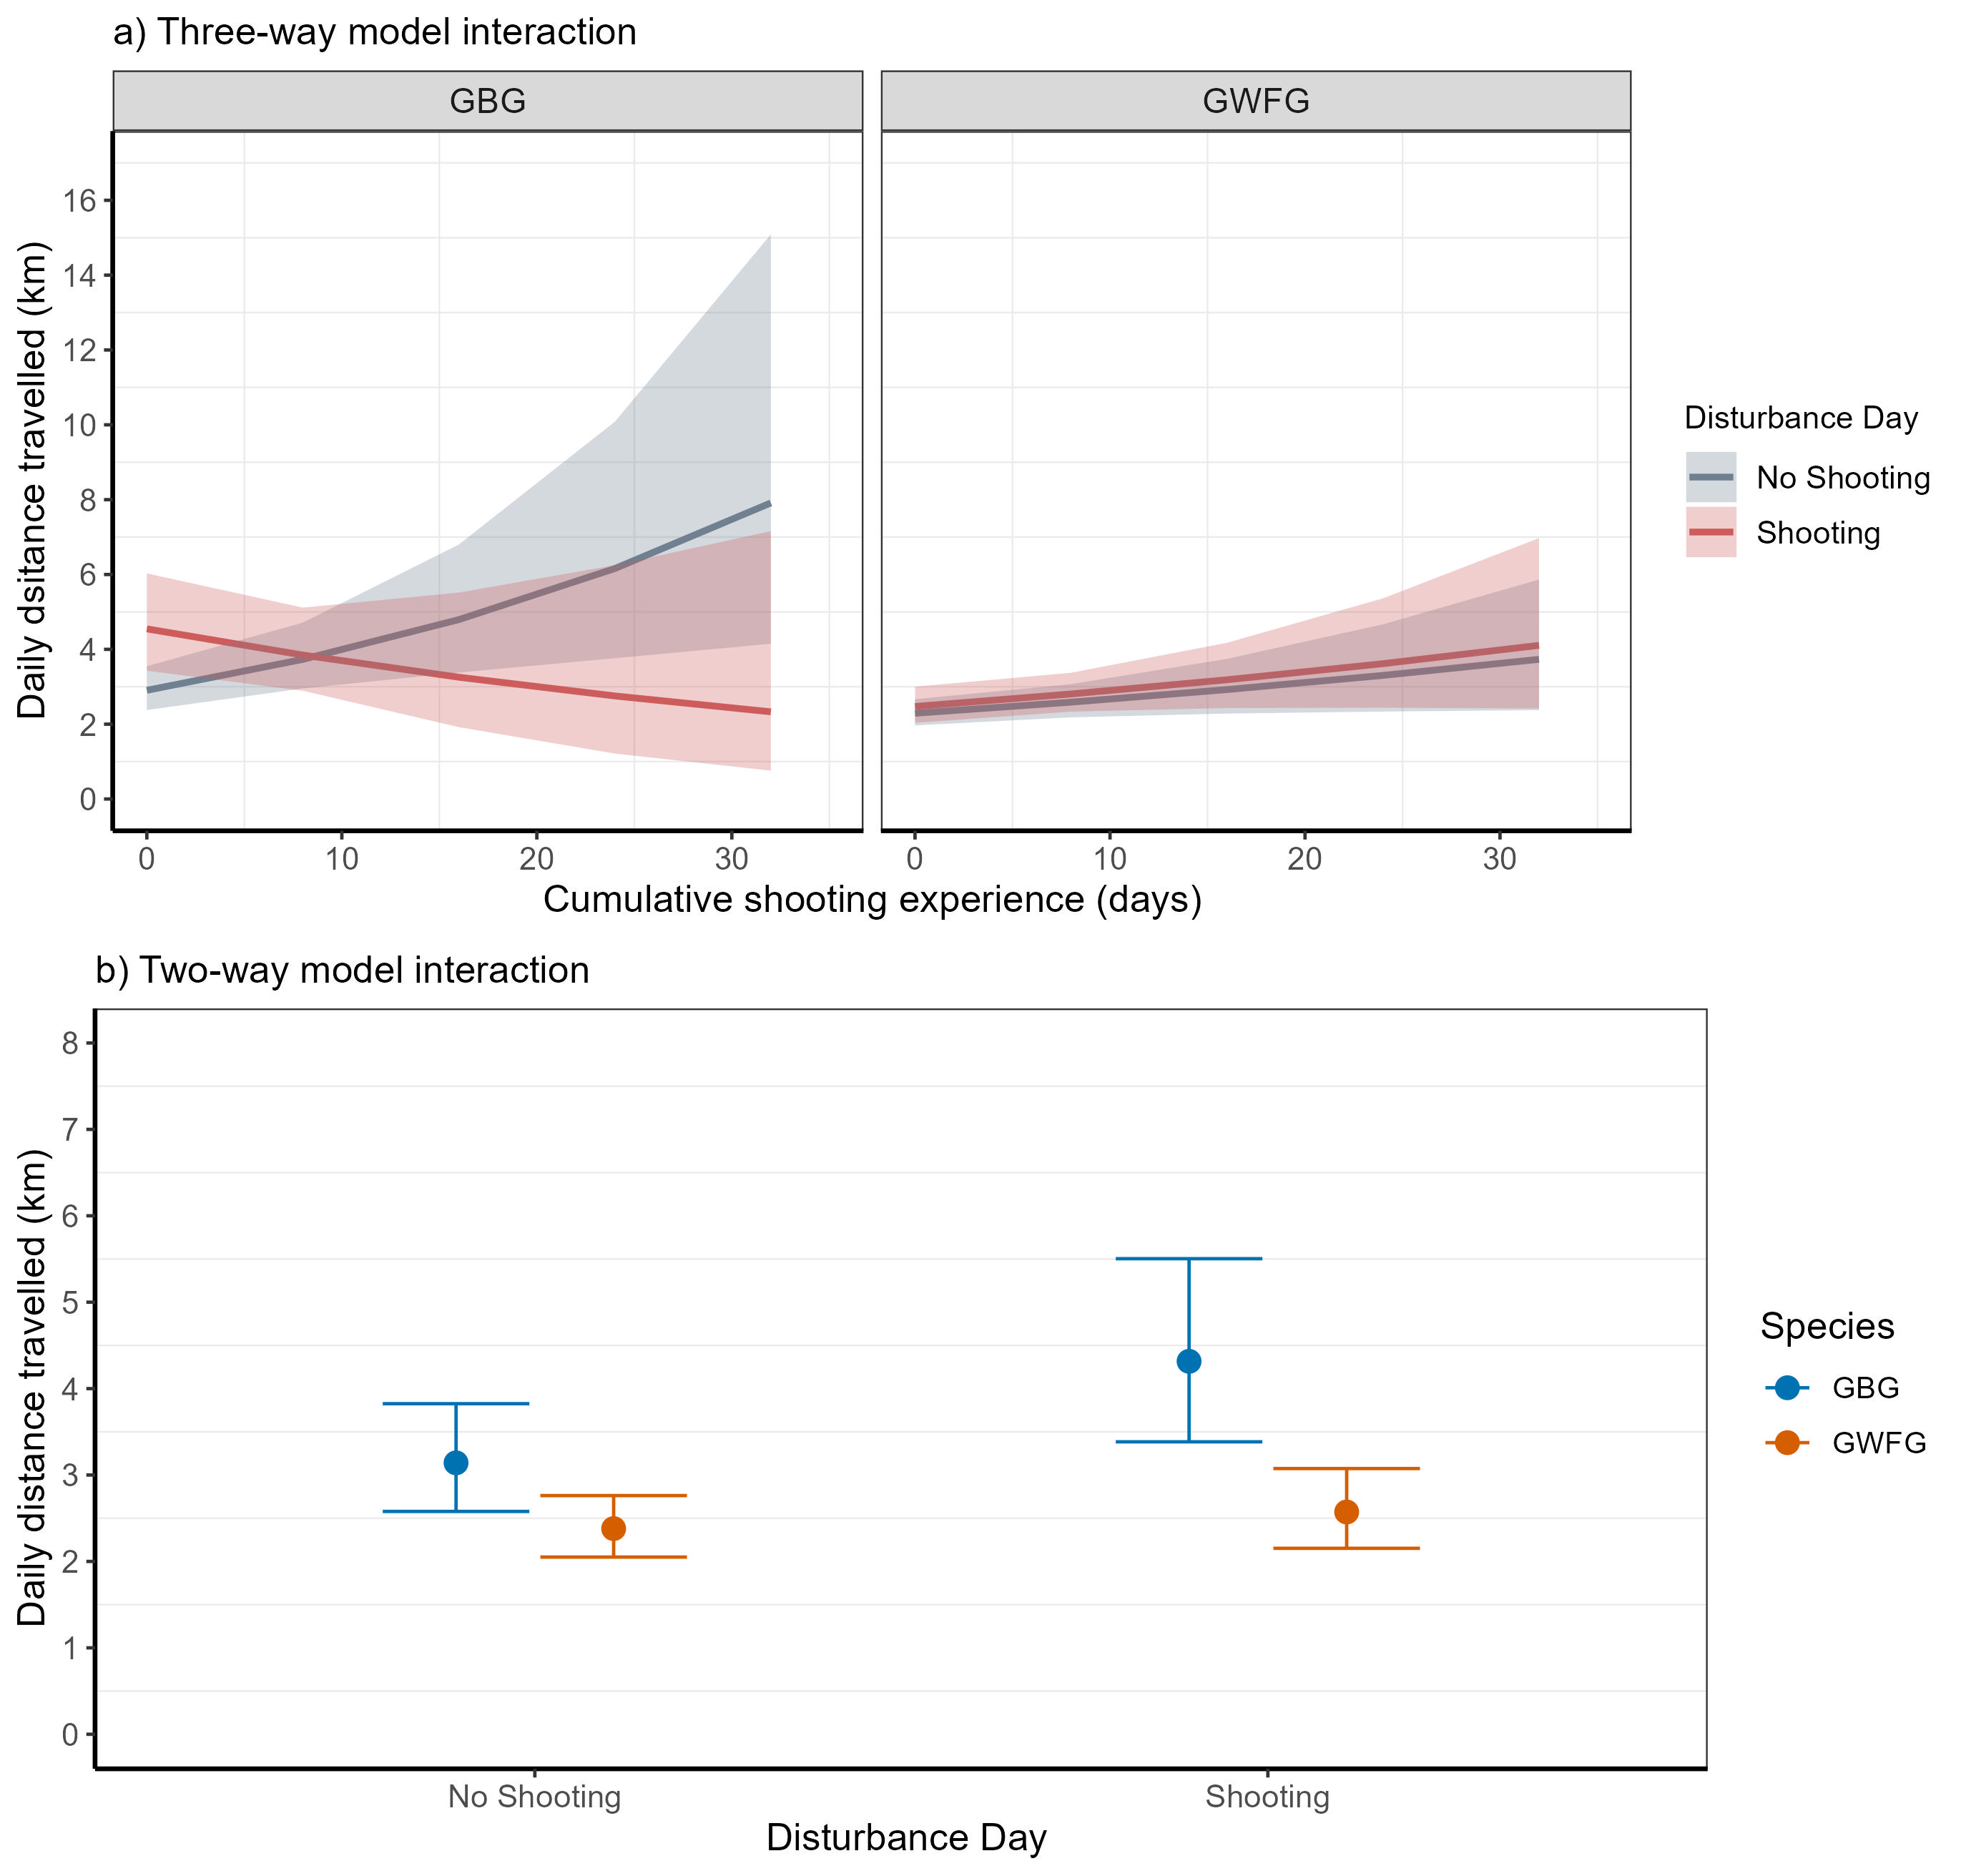 a) Three-way model interaction
GBG
GWFG
Daily dsitance travelled (km)
16
14
12
10
8
6
4
2
0
0 10 20 30
0 10 20 30
Cumulative shooting experience (days)
Disturbance Day
No Shooting
Shooting
b) Two-way model interaction
Daily distance travelled (km)
8
7
6
5
4
3
2
1
0
No Shooting
Shooting
Disturbance Day
Species
GBG
GWFG